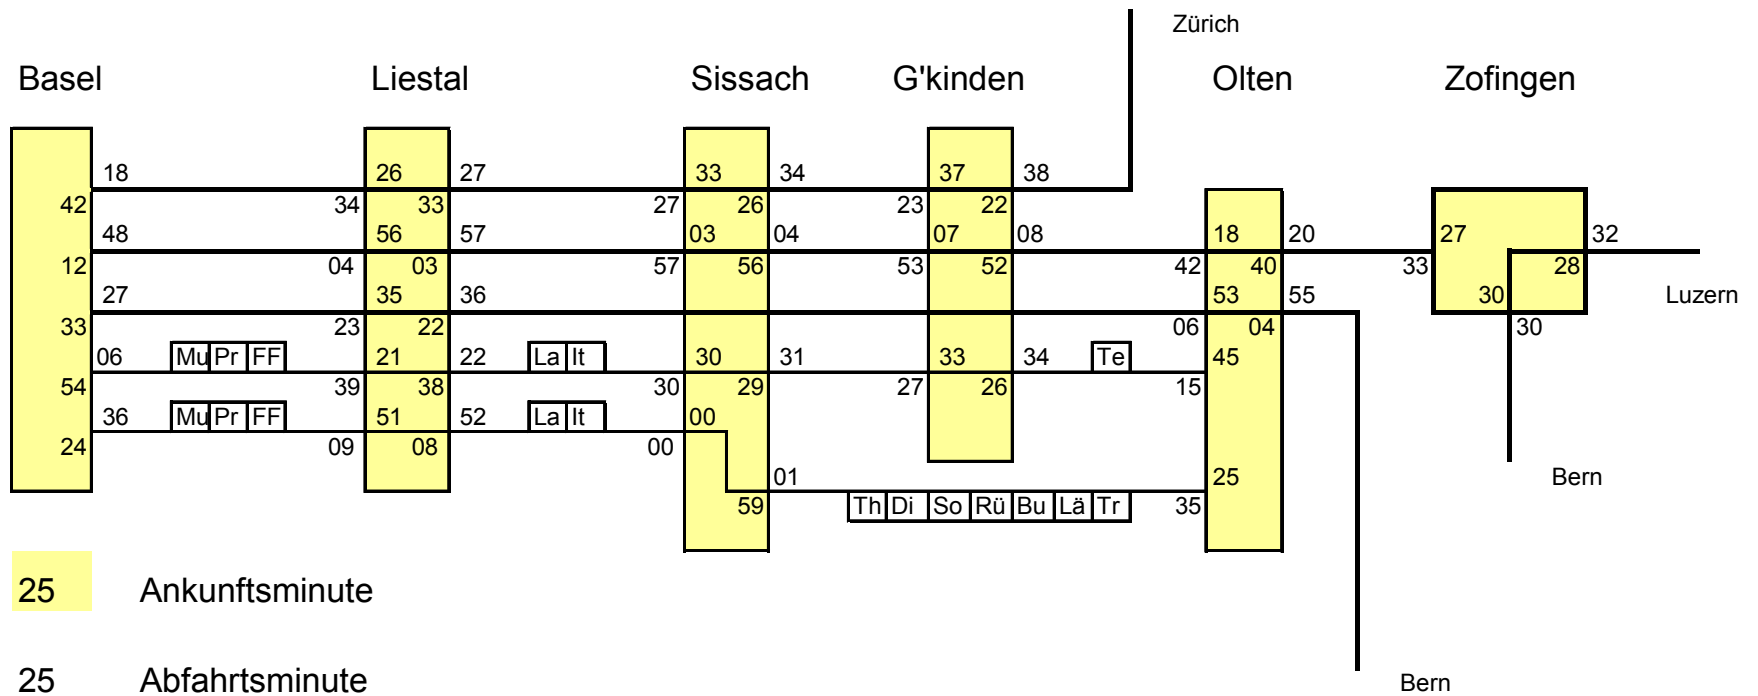 Zürich
Basel Liestal Sissach G'kinden Olten Zofingen
18 26 27 33 34 37 38
42 34 33 27 26 23 22
48 56 57 03 04 07 08 18 20 27 32
12 04 03 57 56 53 52 42 40 33 28
27 35 36 53 55 30 Luzern
33 23 22 06 04 30
06 Mu Pr FF 21 22 La It 30 31 33 34 Te 45
54 39 38 30 29 27 26 15
36 Mu Pr FF 51 52 La It 00
24 09 08 00
01 25 Bern
59 Th Di So Rü Bu Lä Tr 35
25 Ankunftsminute
25 Abfahrtsminute Bern